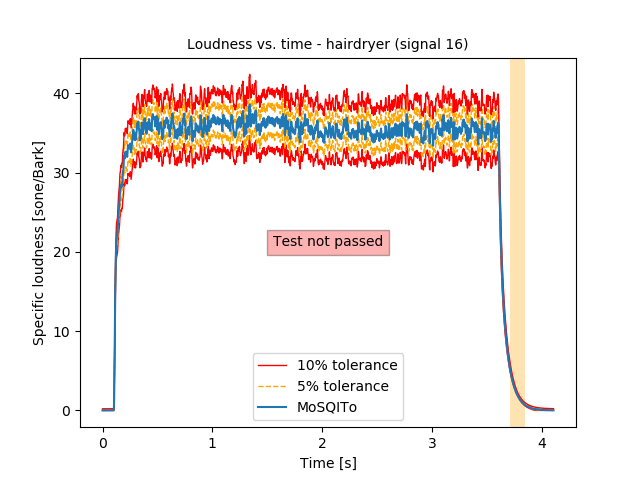 Loudness vs. time - hairdryer (signal 16)
Specific loudness [sone/Bark]
40
30
20
10
0
Test not passed
10% tolerance
5% tolerance
MoSQITo
0 1 2 3 4
Time [s]